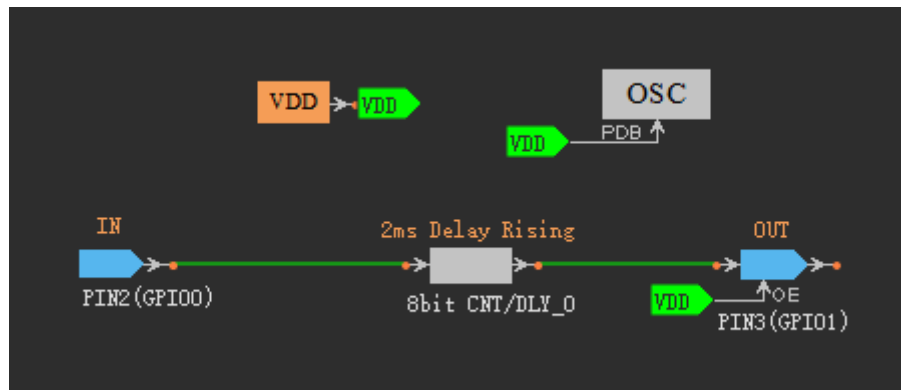 VDD
VDD
OSC
VDD
PDB
IN
2ms Delay Rising
OUT
PIN2(GPIO0)
8bit CNT/DLY_0
VDD
OE
PIN3(GPIO1)